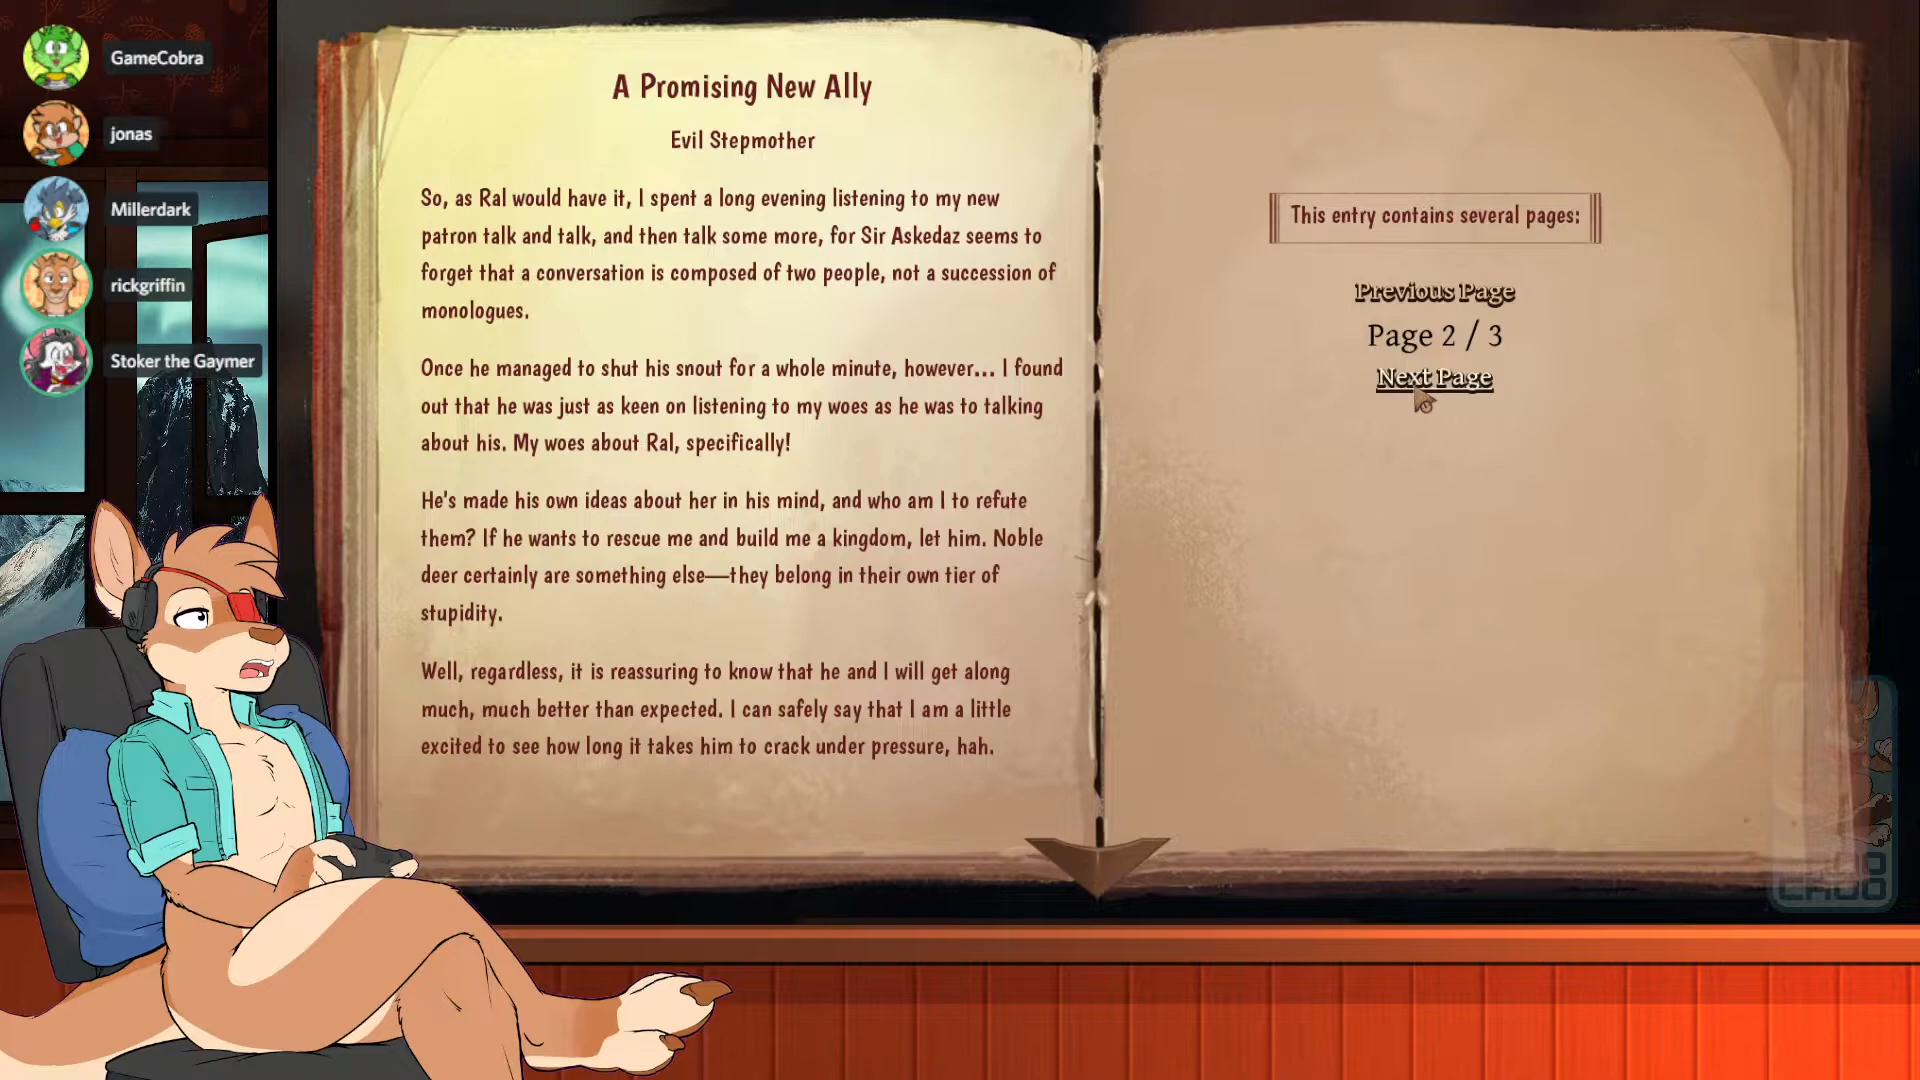 GameCobra
jonas
Millerdark
rickgriffin
Stoker the Gaymer
A Promising New Ally
Evil Stepmother
So, as Ral would have it, I spent a long evening listening to my new
patron talk and talk, and then talk some more, for Sir Askedaz seems to
forget that a conversation is composed of two people, not a succession of
monologues.
Once he managed to shut his snout for a whole minute, however... I found
out that he was just as keen on listening to my woes as he was to talking
about his. My woes about Ral, specifically!
He's made his own ideas about her in his mind, and who am I to refute
them? If he wants to rescue me and build me a kingdom, let him. Noble
deer certainly are something else—they belong in their own tier of
stupidity.
Well, regardless, it is reassuring to know that he and I will get along
much, much better than expected. I can safely say that I am a little
excited to see how long it takes him to crack under pressure, hah.
This entry contains several pages:
Previous Page
Page 2 / 3
Next Page